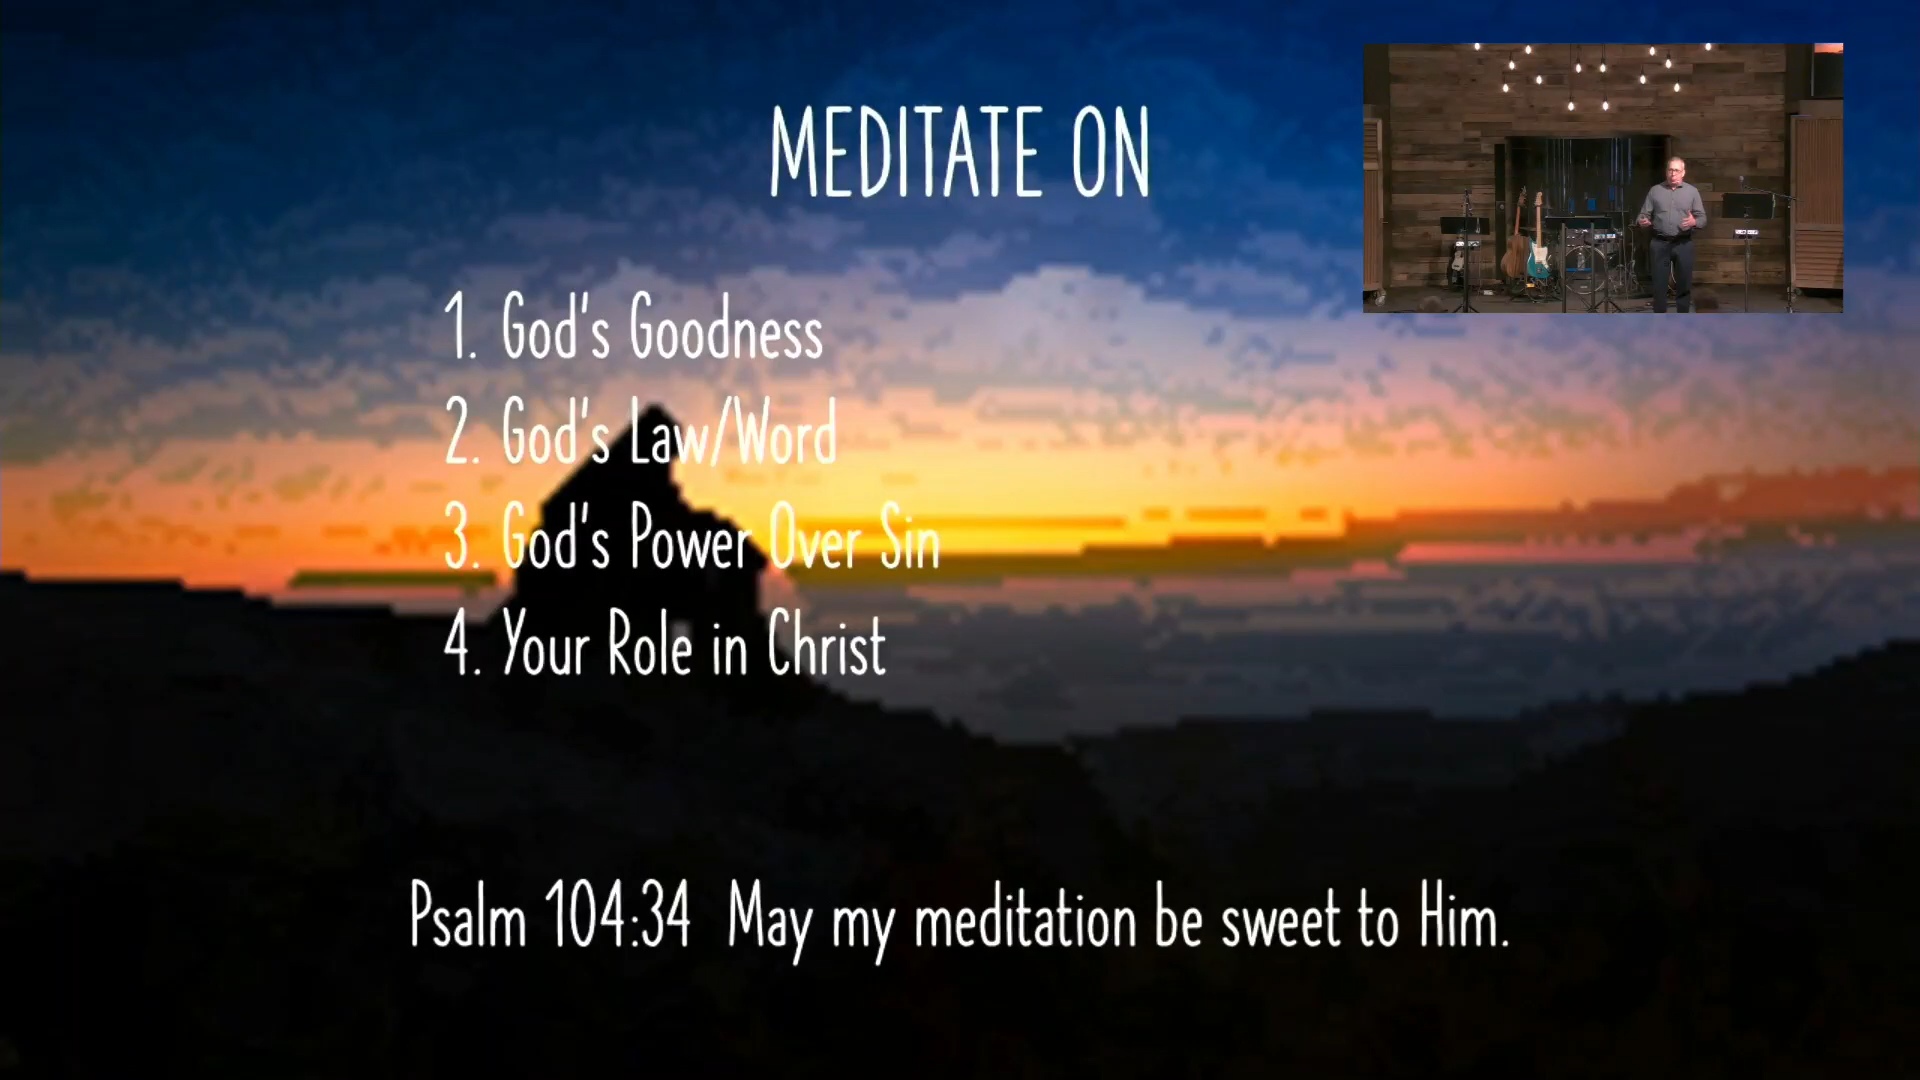 MEDITATE ON
1. God's Goodness
2. God's Law/Word
3. God's Power Over Sin
4. Your Role in Christ
Psalm 104:34 May my meditation be sweet to Him.